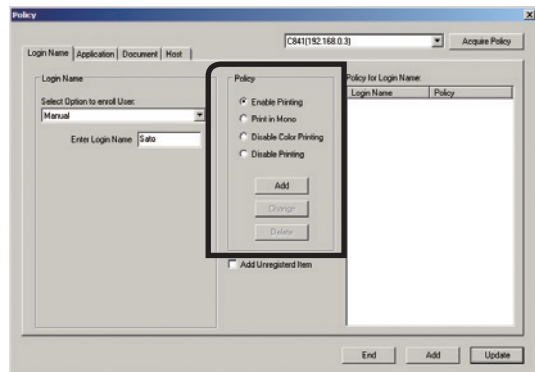 Policy
C841(192.168.0.3)
Acquire Policy
Login Name
Application
Document
Host
Login Name
Select Option to enroll User:
Manual
Enter Login Name
Sato
Policy
Enable Printing
Print in Mono
Disable Color Printing
Disable Printing
Add
Change
Delete
Add Unregisterd Item
Policy for Login Name:
Login Name
Policy
End
Add
Update